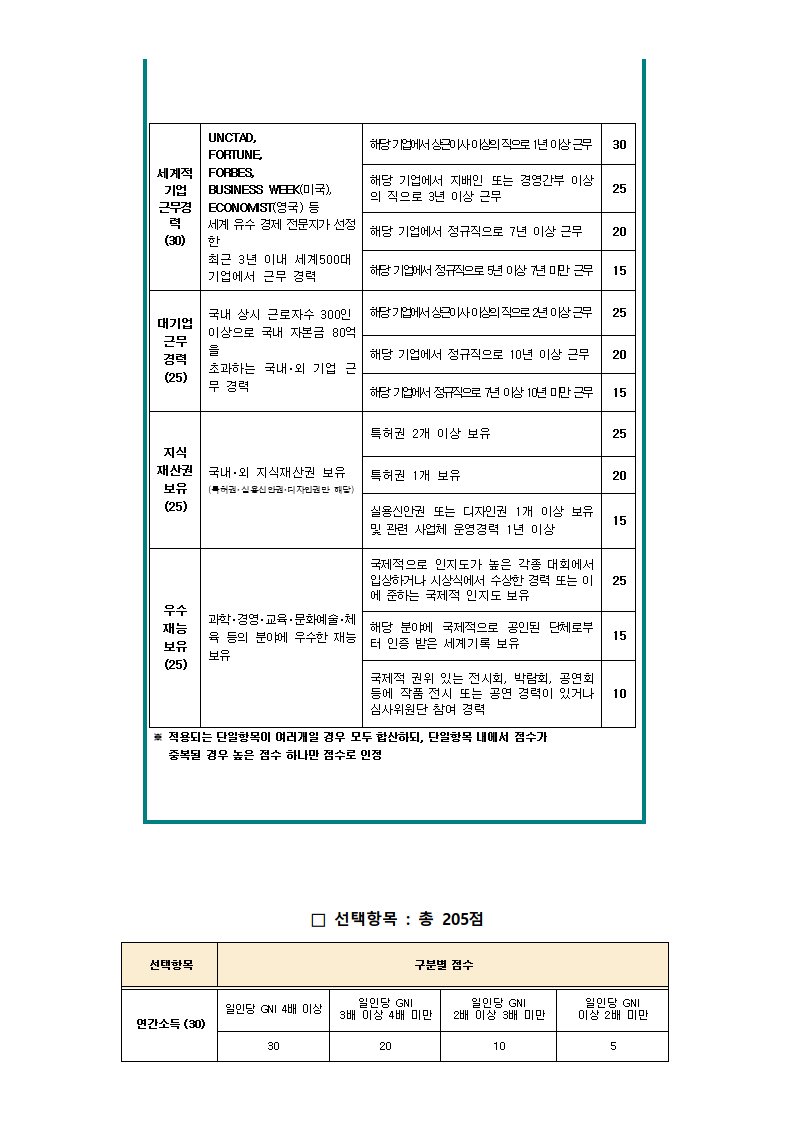 세계적
기업
근무경
력
(30)
UNCTAD,
FORTUNE,
FORBES,
BUSINESS WEEK(미국),
ECONOMIST(영국) 등
세계 유수 경제 전문지가 선정
한
최근 3년 이내 세계500대
기업에서 근무 경력
해당 기업에서 상근이사 이상의 직으로 1년 이상 근무
30
해당 기업에서 지배인 또는 경영간부 이상
의 직으로 3년 이상 근무
25
해당 기업에서 정규직으로 7년 이상 근무
20
해당 기업에서 정규직으로 5년 이상 7년 미만 근무
15
대기업
근무
경력
(25)
국내 상시 근로자수 300인
이상으로 국내 자본금 80억
을
초과하는 국내·외 기업 근
무 경력
해당 기업에서 상근이사 이상의 직으로 2년 이상 근무
25
해당 기업에서 정규직으로 10년 이상 근무
20
해당 기업에서 정규직으로 7년 이상 10년 미만 근무
15
지식
재산권
보유
(25)
국내·외 지식재산권 보유
(특허권·실용신안권·디자인권만 해당)
특허권 2개 이상 보유
25
특허권 1개 보유
20
실용신안권 또는 디자인권 1개 이상 보유
및 관련 사업체 운영경력 1년 이상
15
우수
재능
보유
(25)
과학·경영·교육·문화예술·체
육 등의 분야에 우수한 재능
보유
국제적으로 인지도가 높은 각종 대회에서
입상하거나 시상식에서 수상한 경력 또는 이
에 준하는 국제적 인지도 보유
25
해당 분야에 국제적으로 공인된 단체로부
터 인증 받은 세계기록 보유
15
국제적 권위 있는 전시회, 박람회, 공연회
등에 작품 전시 또는 공연 경력이 있거나
심사위원단 참여 경력
10
※ 적용되는 단일항목이 여러개일 경우 모두 합산하되, 단일항목 내에서 점수가
중복될 경우 높은 점수 하나만 점수로 인정
□ 선택항목 : 총 205점
선택항목
구분별 점수
연간소득 (30)
일인당 GNI 4배 이상
일인당 GNI
3배 이상 4배 미만
일인당 GNI
2배 이상 3배 미만
일인당 GNI
이상 2배 미만
30
20
10
5